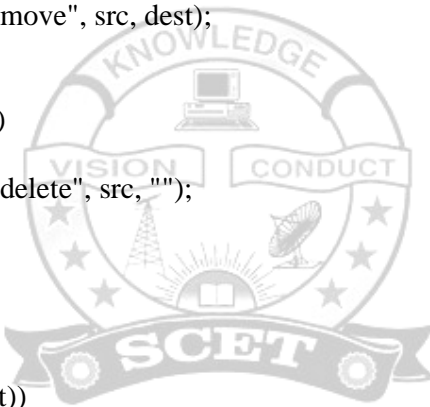 move", src, dest);
KNOWLEDGE
)
VISION CONDUCT
delete", src, "");
SCET
t))